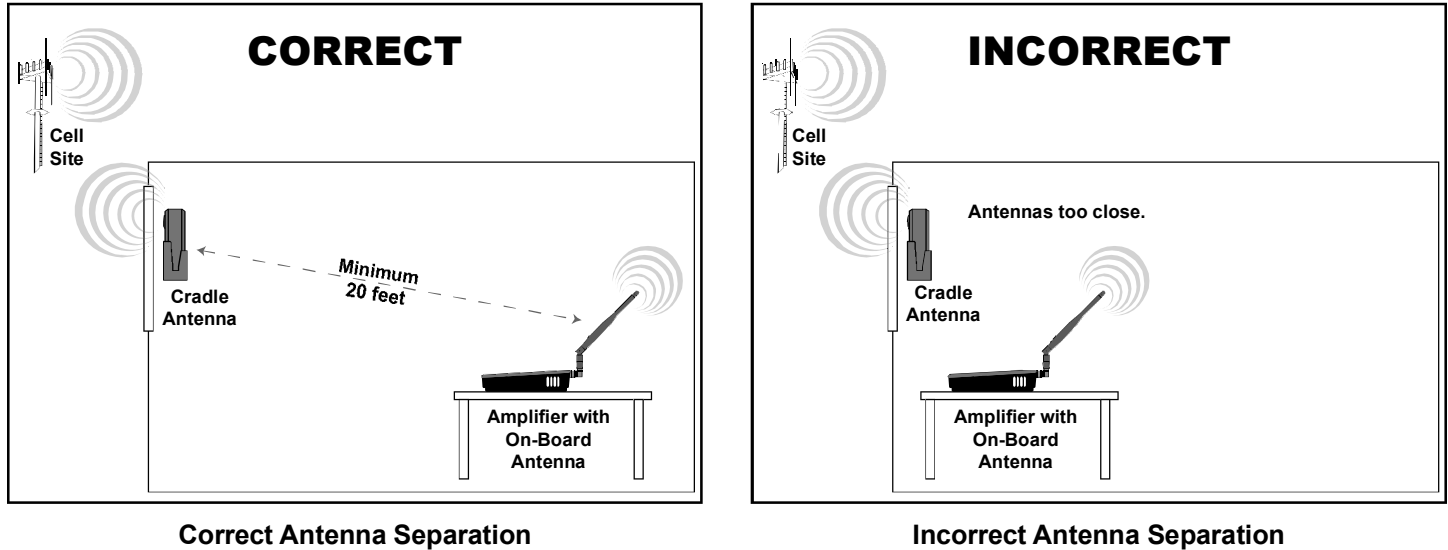 CORRECT
Cell
Site
Minimum
20 feet
Cradle
Antenna
Amplifier with
On-Board
Antenna
Correct Antenna Separation
INCORRECT
Cell
Site
Antennas too close.
Cradle
Antenna
Amplifier with
On-Board
Antenna
Incorrect Antenna Separation